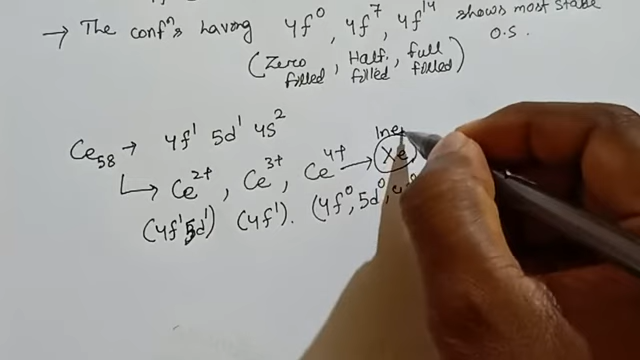 → The confⁿs having 4f⁰, 4f⁷, 4f¹⁴ shows most stable O.S.
(Zero filled, Half filled, full filled)
Ce₅₈ → 4f¹ 5d¹ 4s²
Ine
↳ Ce²⁺, Ce³⁺, Ce⁴⁺ → Xe
(4f¹ 5d¹) (4f¹). (4f⁰, 5d⁰,